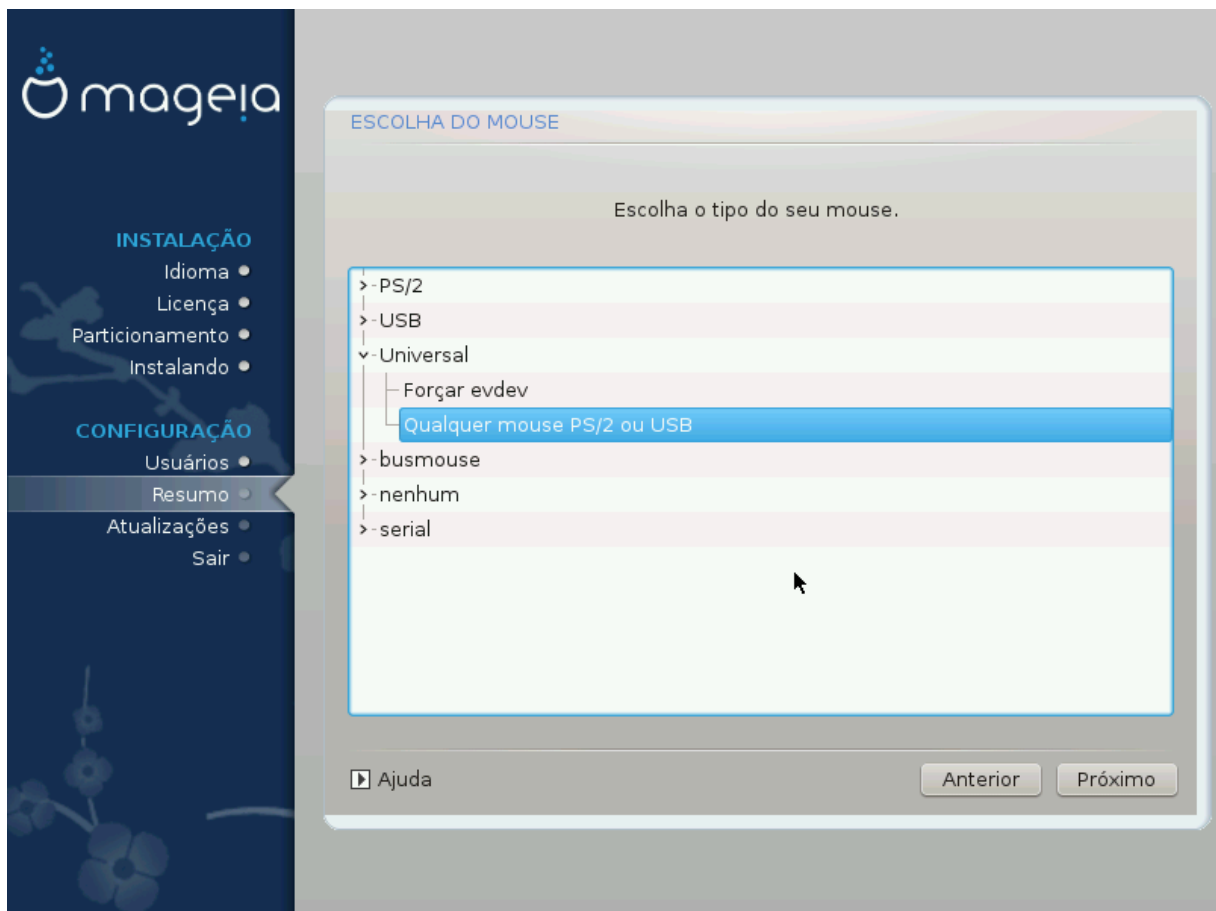 mageia
INSTALAÇÃO
Idioma
Licença
Particionamento
Instalando
CONFIGURAÇÃO
Usuários
Resumo
Atualizações
Sair
ESCOLHA DO MOUSE
Escolha o tipo do seu mouse.
PS/2
USB
Universal
Forçar evdev
Qualquer mouse PS/2 ou USB
busmouse
nenhum
serial
Ajuda
Anterior
Próximo